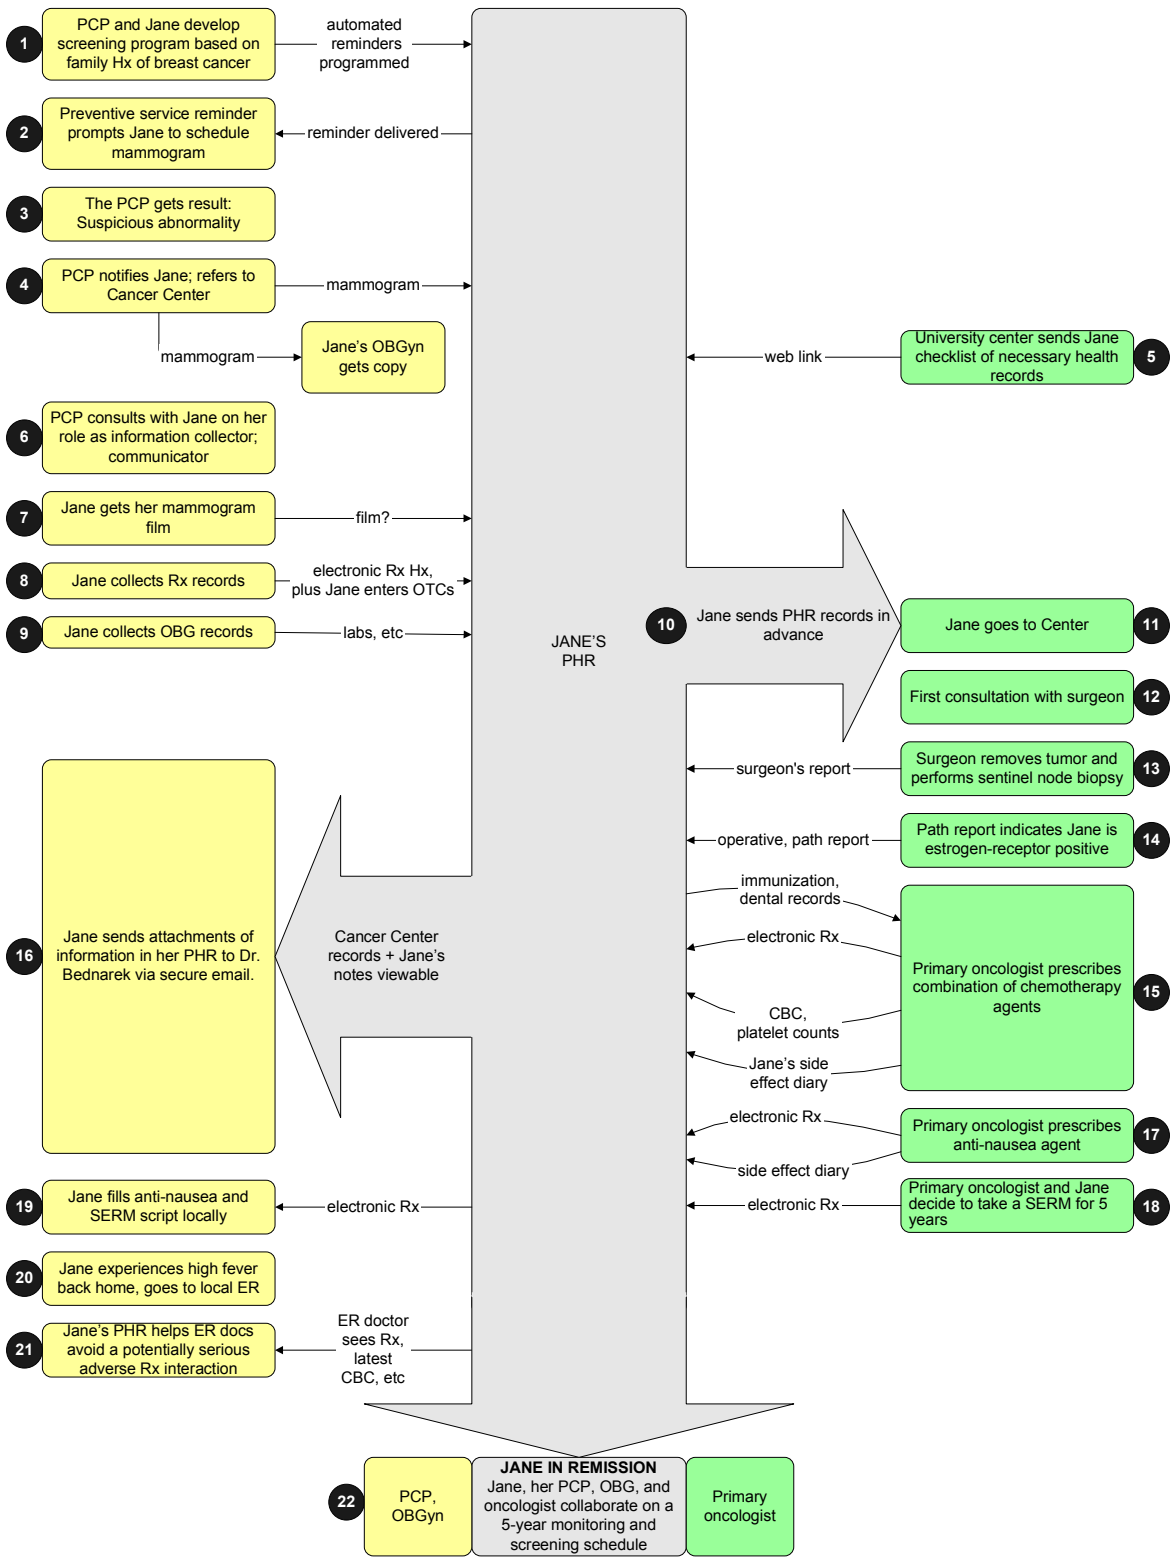 1
PCP and Jane develop
screening program based on
family Hx of breast cancer
automated
reminders
programmed
2
Preventive service reminder
prompts Jane to schedule
mammogram
reminder delivered
3
The PCP gets result:
Suspicious abnormality
4
PCP notifies Jane; refers to
Cancer Center
mammogram
mammogram
Jane's OBGyn
gets copy
web link
University center sends Jane
checklist of necessary health
records
5
6
PCP consults with Jane on her
role as information collector;
communicator
7
Jane gets her mammogram
film
film?
8
Jane collects Rx records
electronic Rx Hx,
plus Jane enters OTCs
9
Jane collects OBG records
labs, etc
JANE'S
PHR
10
Jane sends PHR records in
advance
Jane goes to Center
11
First consultation with surgeon
12
surgeon's report
Surgeon removes tumor and
performs sentinel node biopsy
13
operative, path report
Path report indicates Jane is
estrogen-receptor positive
14
immunization,
dental records
electronic Rx
CBC,
platelet counts
Jane's side
effect diary
Primary oncologist prescribes
combination of chemotherapy
agents
15
16
Jane sends attachments of
information in her PHR to Dr.
Bednarek via secure email.
Cancer Center
records + Jane's
notes viewable
electronic Rx
side effect diary
Primary oncologist prescribes
anti-nausea agent
17
electronic Rx
Primary oncologist and Jane
decide to take a SERM for 5
years
18
19
Jane fills anti-nausea and
SERM script locally
electronic Rx
20
Jane experiences high fever
back home, goes to local ER
21
Jane's PHR helps ER docs
avoid a potentially serious
adverse Rx interaction
ER doctor
sees Rx,
latest
CBC, etc
22
PCP,
OBGyn
JANE IN REMISSION
Jane, her PCP, OBG, and
oncologist collaborate on a
5-year monitoring and
screening schedule
Primary
oncologist